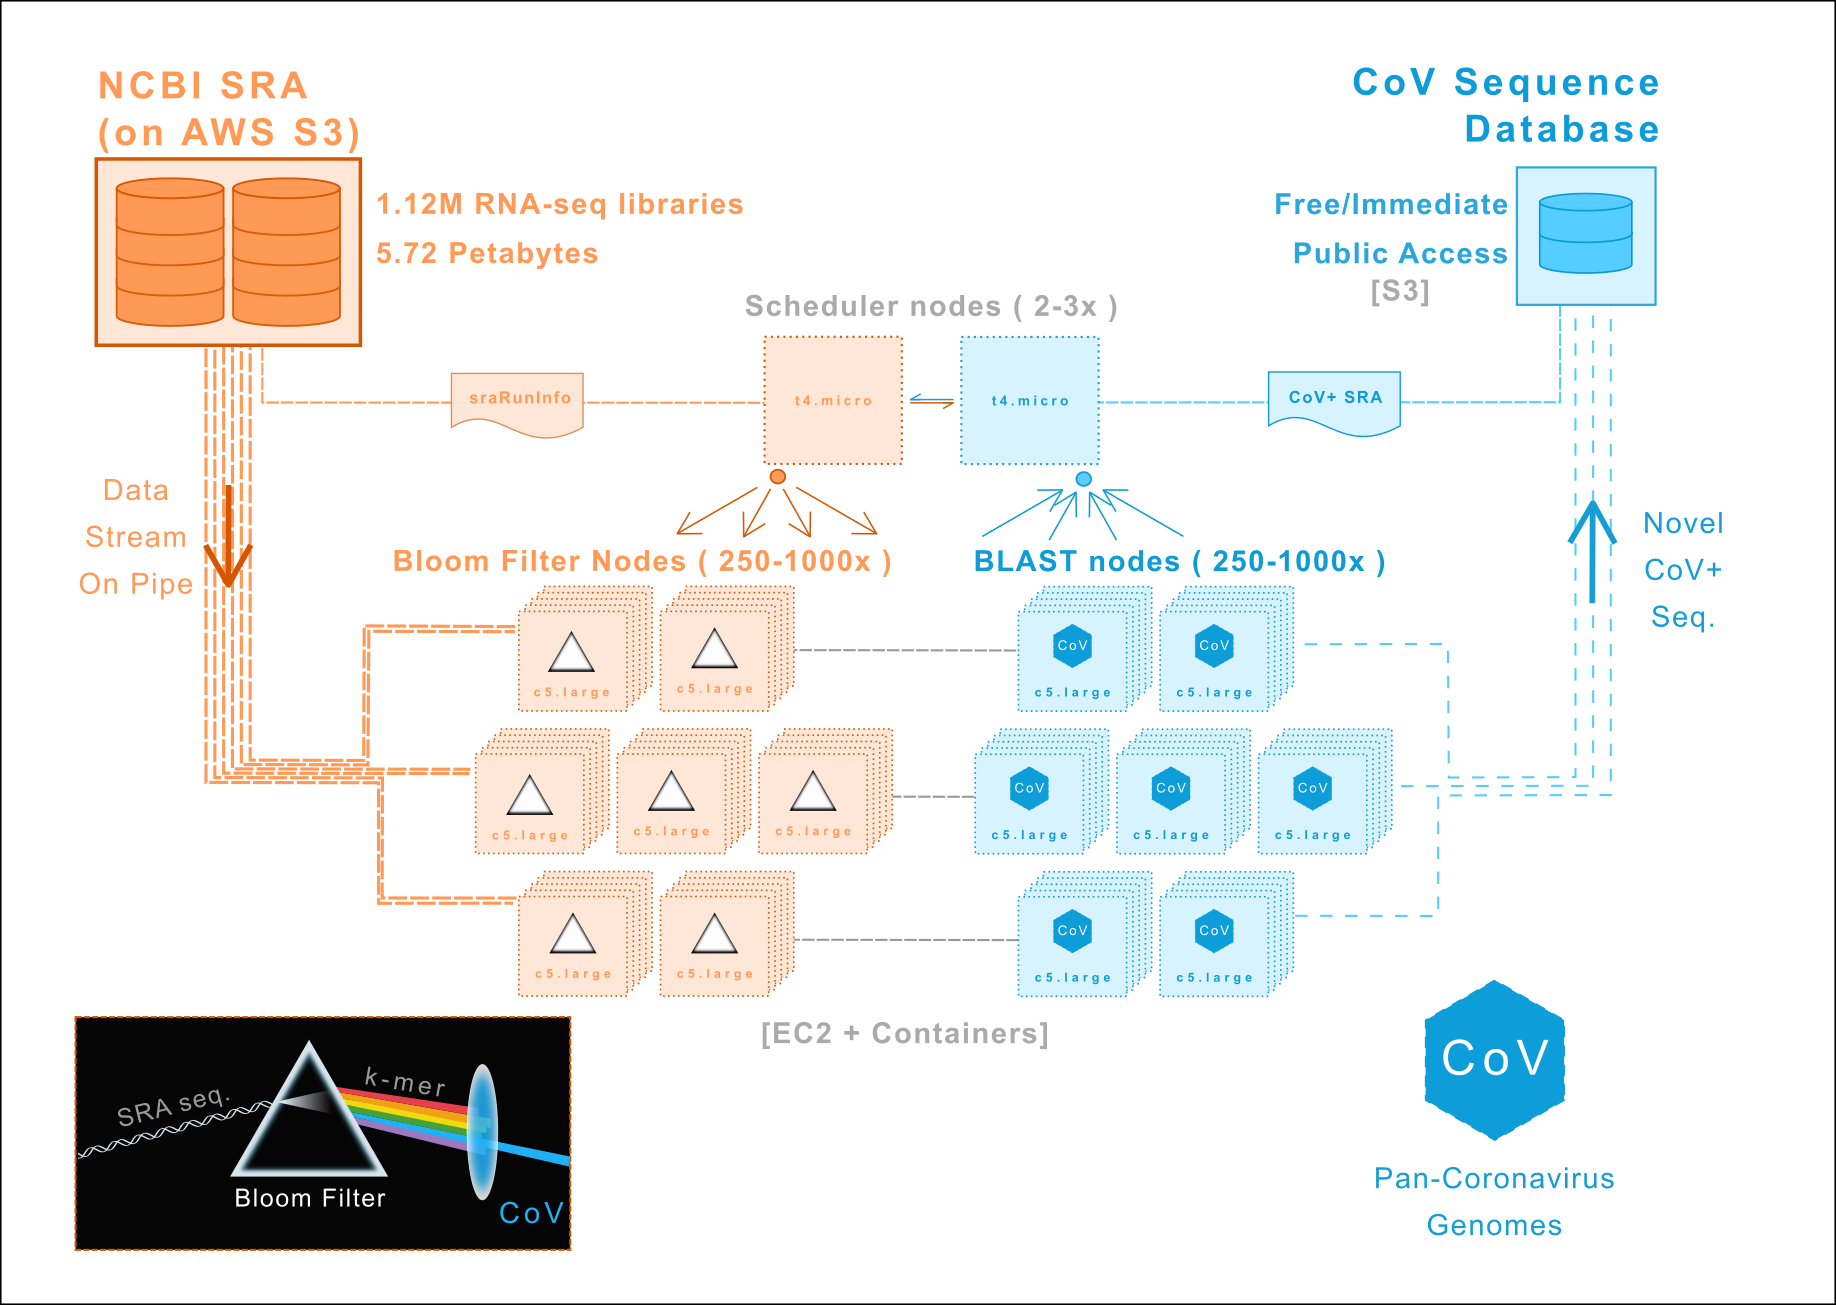 NCBI SRA
(on AWS S3)
1.12M RNA-seq libraries
5.72 Petabytes
CoV Sequence
Database
Free/Immediate
Public Access
[S3]
Scheduler nodes ( 2-3x )
sraRunInfo
t4.micro
t4.micro
CoV+ SRA
Data
Stream
On Pipe
Novel
CoV+
Seq.
Bloom Filter Nodes ( 250-1000x )
BLAST nodes ( 250-1000x )
c5.large
c5.large
CoV
c5.large
CoV
c5.large
c5.large
c5.large
c5.large
CoV
c5.large
CoV
c5.large
CoV
c5.large
c5.large
c5.large
CoV
c5.large
CoV
c5.large
[EC2 + Containers]
SRA seq.
k-mer
Bloom Filter
CoV
CoV
Pan-Coronavirus
Genomes